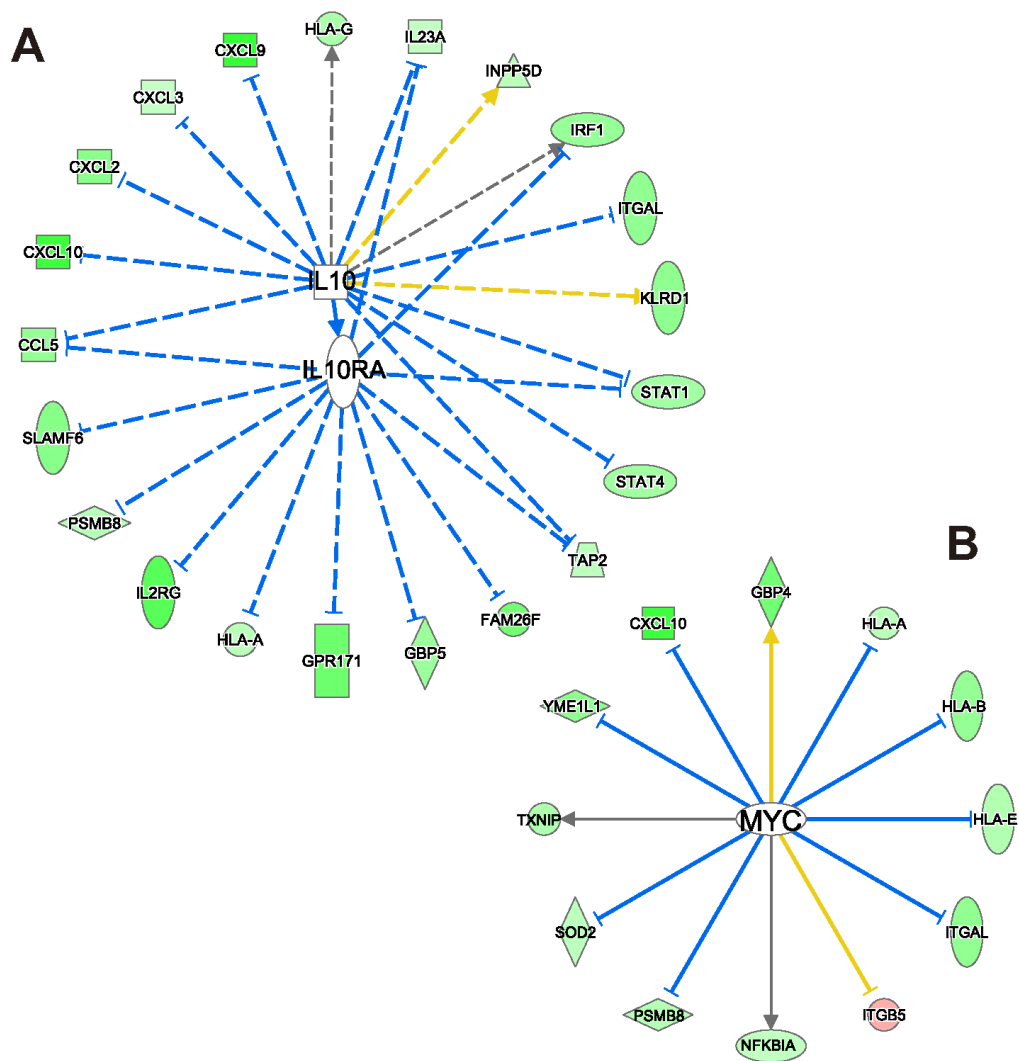 A
HLA-G
IL23A
CXCL9
INPP5D
CXCL3
IRF1
CXCL2
ITGAL
CXCL10
IL10
KLRD1
CCL5
IL10RA
STAT1
SLAMF6
STAT4
PSMB8
TAP2
IL2RG
FAM26F
HLA-A
GPR171
GBP5
B
GBP4
CXCL10
HLA-A
YME1L1
HLA-B
TXNIP
MYC
HLA-E
SOD2
ITGAL
PSMB8
ITGB5
NFKBIA